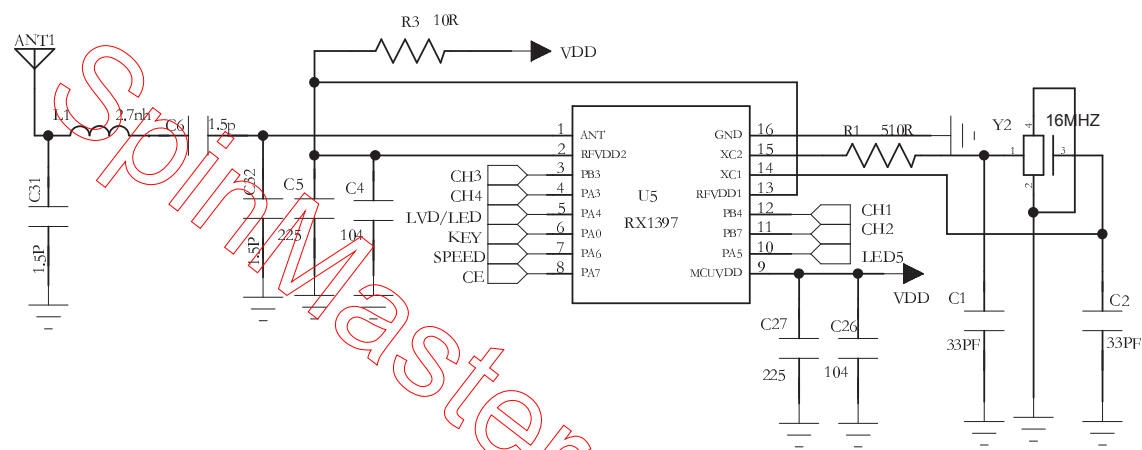 R3 10R
VDD
ANT1
L1 2.7nh C6 1.5p
C31
1.5P
C32
1.5P
C5
225
C4
104
CH3
CH4
LVD/LED
KEY
SPEED
CE
1 ANT
2 RFVDD2
3 PB3
4 PA3
5 PA4
6 PA0
7 PA6
8 PA7
U5
RX1397
GND 16
XC2 15
XC1 14
RFVDD1 13
PB4 12
PB7 11
PA5 10
MCUVDD 9
CH1
CH2
LED5
VDD
R1 510R
Y2 16MHZ
4
1
3
2
C27
225
C26
104
C1
33PF
C2
33PF
SpinMaster